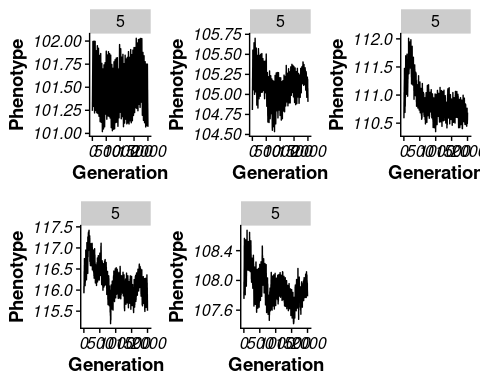 5
5
5
Phenotype
102.00
101.75
101.50
101.25
101.00
Generation
Phenotype
105.75
105.50
105.25
105.00
104.75
104.50
Generation
Phenotype
112.0
111.5
111.0
110.5
Generation
5
5
Phenotype
117.5
117.0
116.5
116.0
115.5
Generation
Phenotype
108.4
108.0
107.6
Generation